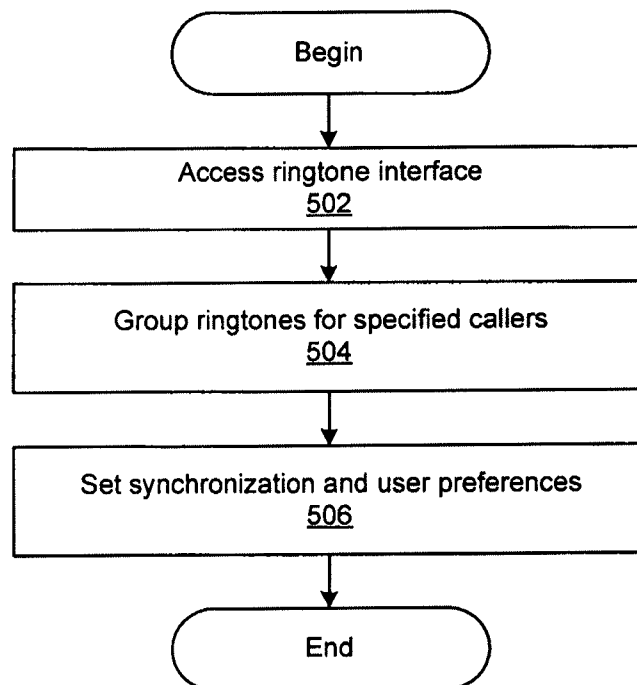 Begin
Access ringtone interface
502
Group ringtones for specified callers
504
Set synchronization and user preferences
506
End